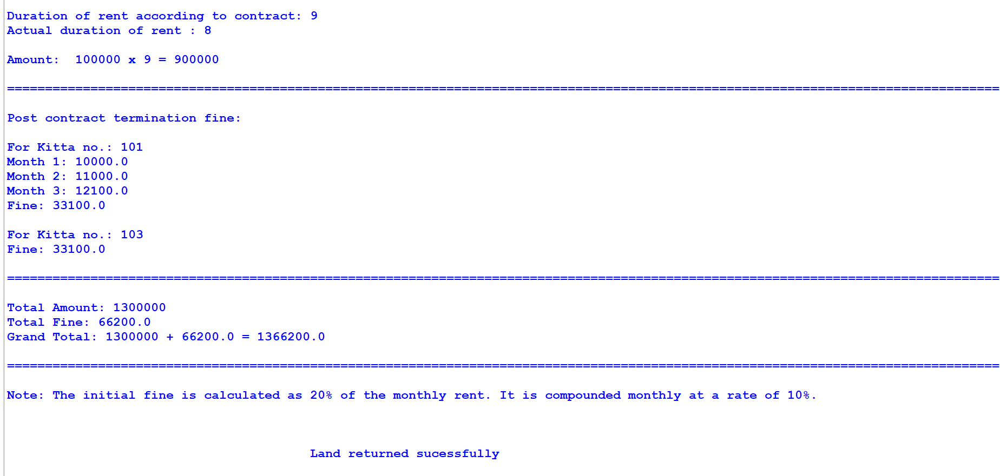 Duration of rent according to contract: 9
Actual duration of rent : 8
Amount:  100000 x 9 = 900000
===================================================================================================================================
Post contract termination fine:
For Kitta no.: 101
Month 1: 10000.0
Month 2: 11000.0
Month 3: 12100.0
Fine: 33100.0
For Kitta no.: 103
Fine: 33100.0
===================================================================================================================================
Total Amount: 1300000
Total Fine: 66200.0
Grand Total: 1300000 + 66200.0 = 1366200.0
===================================================================================================================================
Note: The initial fine is calculated as 20% of the monthly rent. It is compounded monthly at a rate of 10%.
Land returned sucessfully